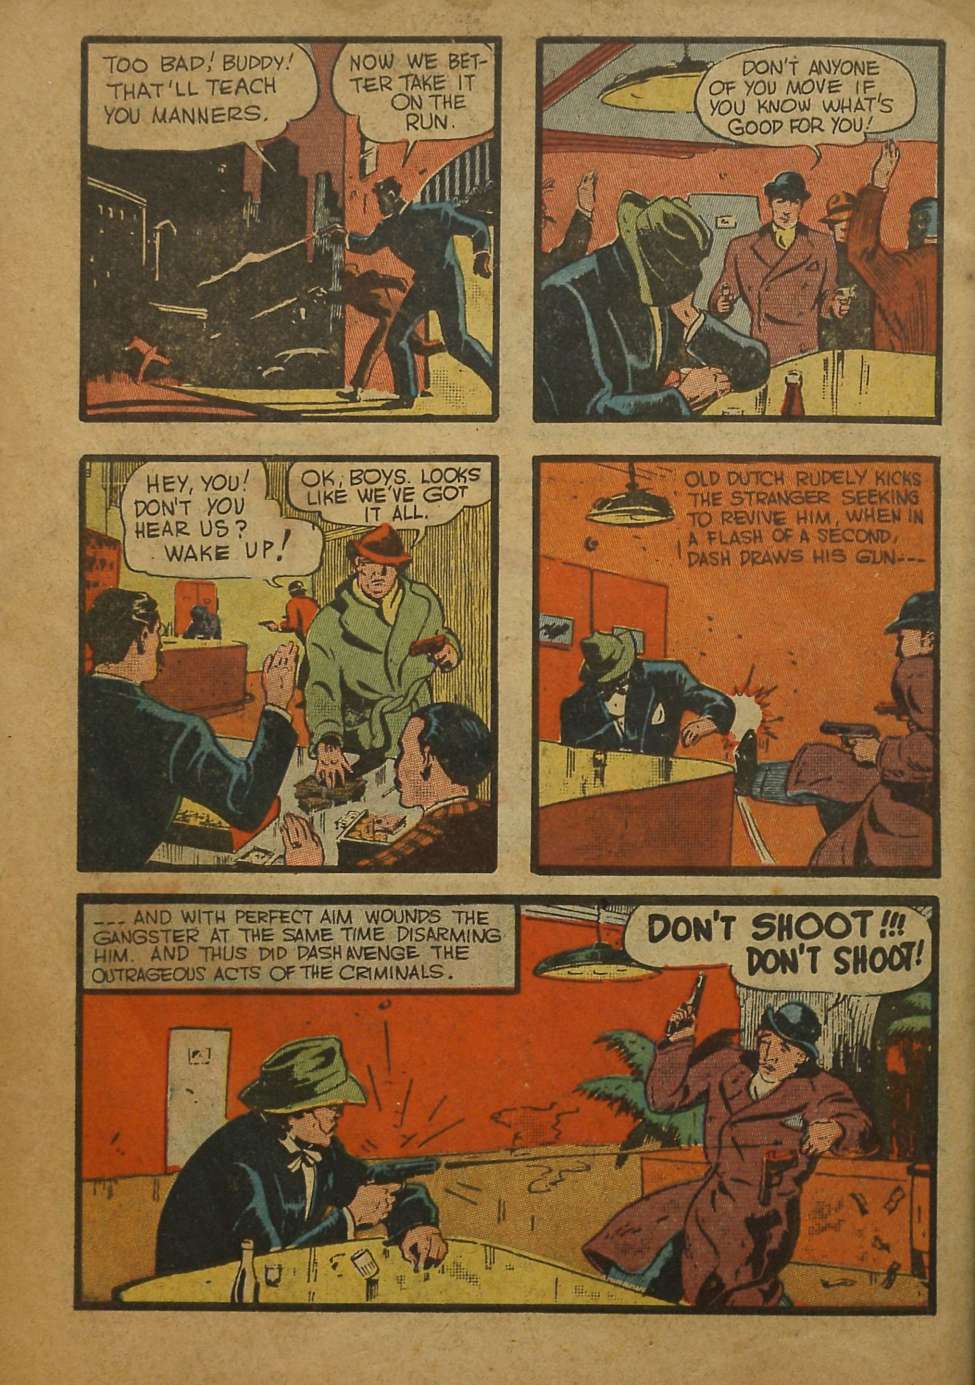 TOO BAD! BUDDY!
THAT'LL TEACH
YOU MANNERS.
NOW WE BET-
TER TAKE IT
ON THE
RUN.
DON'T ANYONE
OF YOU MOVE IF
YOU KNOW WHAT'S
GOOD FOR YOU!
HEY, YOU!
DON'T YOU
HEAR US?
WAKE UP!
OK, BOYS. LOOKS
LIKE WE'VE GOT
IT ALL.
OLD DUTCH RUDELY KICKS
THE STRANGER SEEKING
TO REVIVE HIM, WHEN IN
A FLASH OF A SECOND,
DASH DRAWS HIS GUN---
--- AND WITH PERFECT AIM WOUNDS THE
GANGSTER AT THE SAME TIME DISARMING
HIM. AND THUS DID DASH AVENGE THE
OUTRAGEOUS ACTS OF THE CRIMINALS.
DON'T SHOOT!!!
DON'T SHOOT!